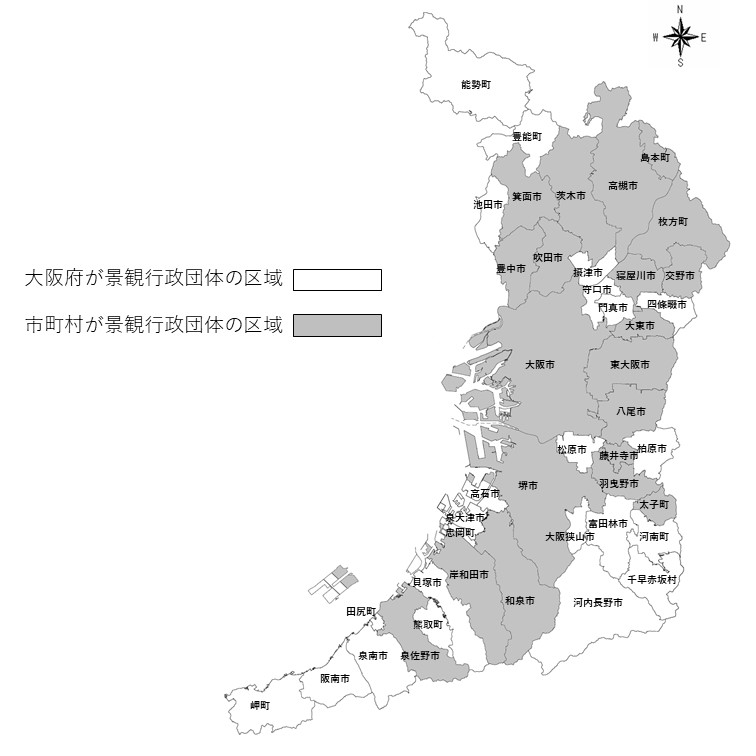 N
W E
S
能勢町
豊能町
島本町
高槻市
箕面市
茨木市
池田市
枚方町
吹田市
豊中市
摂津市
寝屋川市
交野市
守口市
門真市
四條畷市
大東市
大阪府が景観行政団体の区域
市町村が景観行政団体の区域
大阪市
東大阪市
八尾市
松原市
藤井寺市
柏原市
堺市
羽曳野市
高石市
太子町
泉大津市
富田林市
忠岡町
大阪狭山市
河南町
岸和田市
千早赤坂村
貝塚市
和泉市
河内長野市
田尻町
熊取町
泉南市
泉佐野市
阪南市
岬町